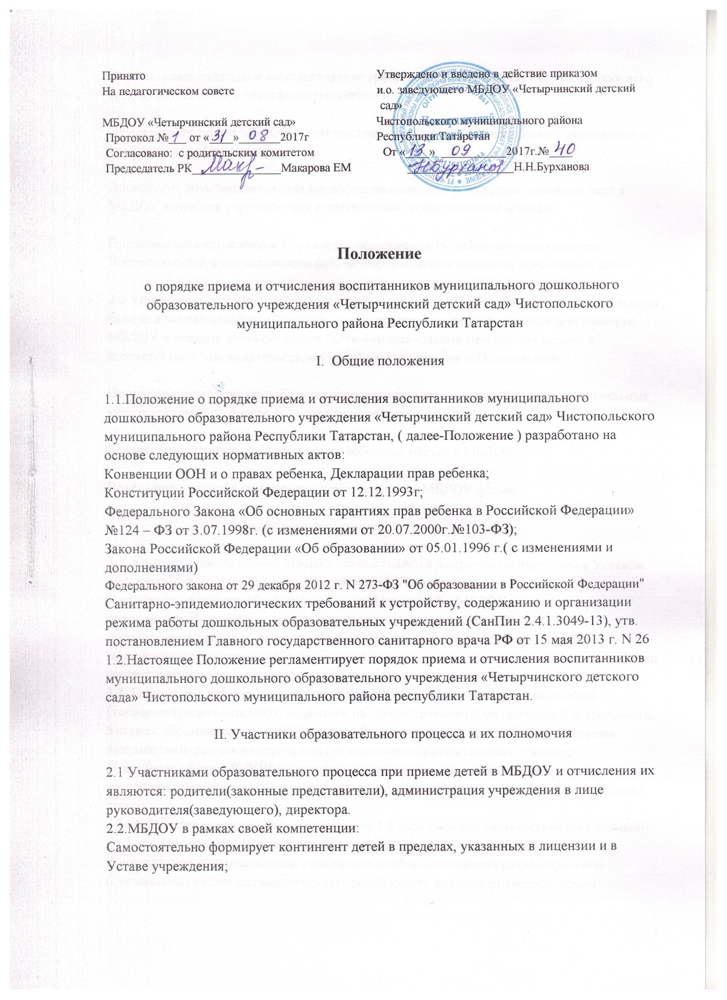 Принято
На педагогическом совете
МБДОУ «Четырчинский детский сад»
Протокол №1 от «31» 08 2017г
Согласовано: с родительским комитетом
Председатель РК Макр Макарова ЕМ
Утверждено и введено в действие приказом
и.о. заведующего МБДОУ «Четырчинский детский
сад»
Чистопольского муниципального района
Республики Татарстан
От «13» 09 2017г.№ 40
НБурханова Н.Н.Бурханова
Четырчинский
детский сад»
ИНН 1641003614
Положение
о порядке приема и отчисления воспитанников муниципального дошкольного
образовательного учреждения «Четырчинский детский сад» Чистопольского
муниципального района Республики Татарстан
I. Общие положения
1.1.Положение о порядке приема и отчисления воспитанников муниципального
дошкольного образовательного учреждения «Четырчинский детский сад» Чистопольского
муниципального района Республики Татарстан, ( далее-Положение ) разработано на
основе следующих нормативных актов:
Конвенции ООН и о правах ребенка, Декларации прав ребенка;
Конституции Российской Федерации от 12.12.1993г;
Федерального Закона «Об основных гарантиях прав ребенка в Российской Федерации»
№124 – ФЗ от 3.07.1998г. (с изменениями от 20.07.2000г.№103-ФЗ);
Закона Российской Федерации «Об образовании» от 05.01.1996 г.( с изменениями и
дополнениями)
Федерального закона от 29 декабря 2012 г. N 273-ФЗ "Об образовании в Российской Федерации"
Санитарно-эпидемиологических требований к устройству, содержанию и организации
режима работы дошкольных образовательных учреждений (СанПин 2.4.1.3049-13), утв.
постановлением Главного государственного санитарного врача РФ от 15 мая 2013 г. N 26
1.2.Настоящее Положение регламентирует порядок приема и отчисления воспитанников
муниципального дошкольного образовательного учреждения «Четырчинского детского
сада» Чистопольского муниципального района республики Татарстан.
II. Участники образовательного процесса и их полномочия
2.1 Участниками образовательного процесса при приеме детей в МБДОУ и отчисления их
являются: родители(законные представители), администрация учреждения в лице
руководителя(заведующего), директора.
2.2.МБДОУ в рамках своей компетенции:
Самостоятельно формирует контингент детей в пределах, указанных в лицензии и в
Уставе учреждения;